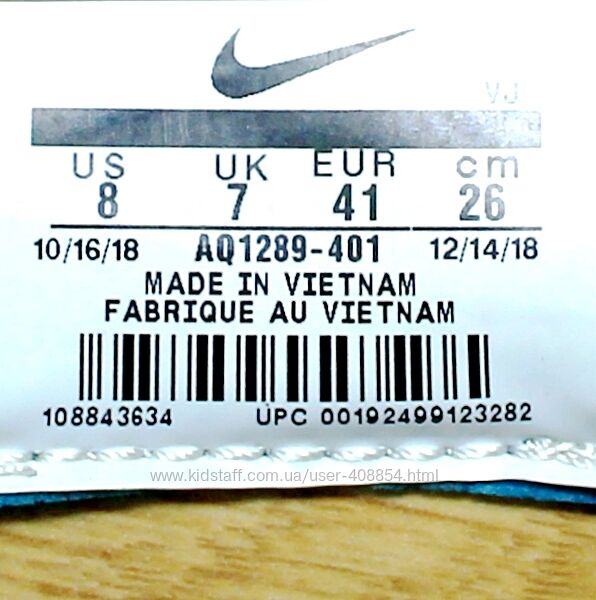 VJ
US UK EUR cm
8 7 41 26
10/16/18 AQ1289-401 12/14/18
MADE IN VIETNAM
FABRIQUE AU VIETNAM
108843634 UPC 00192499123282
www.kidstaff.com.ua/user-408854.html